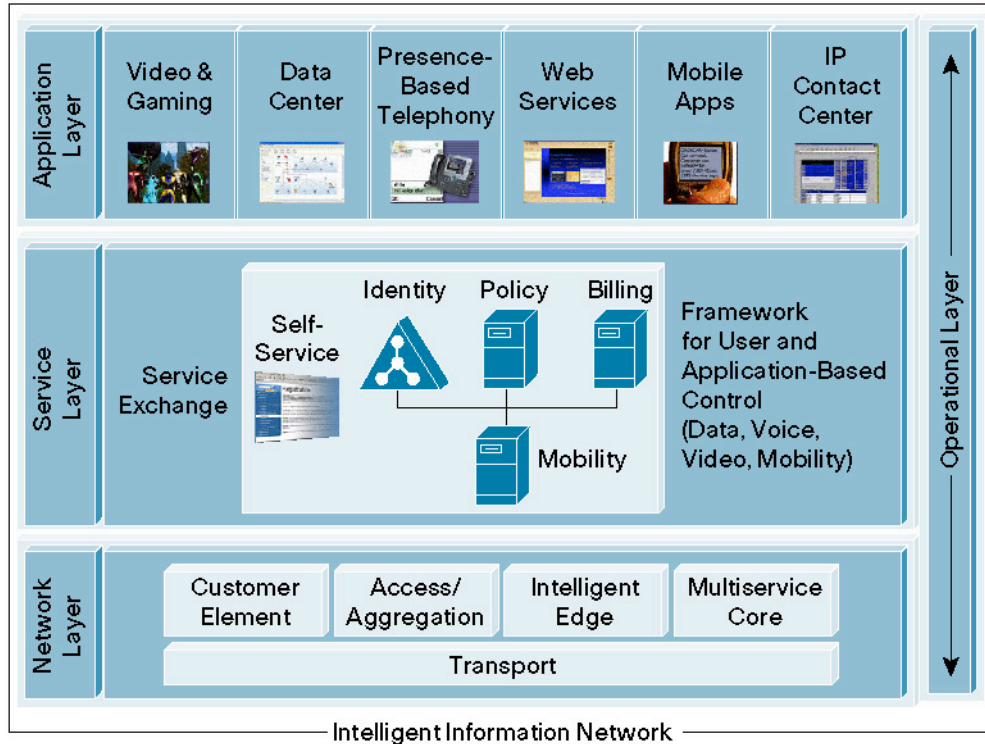 Application
Layer
Video &
Gaming
Data
Center
Presence-
Based
Telephony
Web
Services
Mobile
Apps
IP
Contact
Center
Service
Layer
Service
Exchange
Self-
Service
Identity
Policy
Billing
Mobility
Framework
for User and
Application-Based
Control
(Data, Voice,
Video, Mobility)
Network
Layer
Customer
Element
Access/
Aggregation
Intelligent
Edge
Multiservice
Core
Transport
Operational Layer
Intelligent Information Network